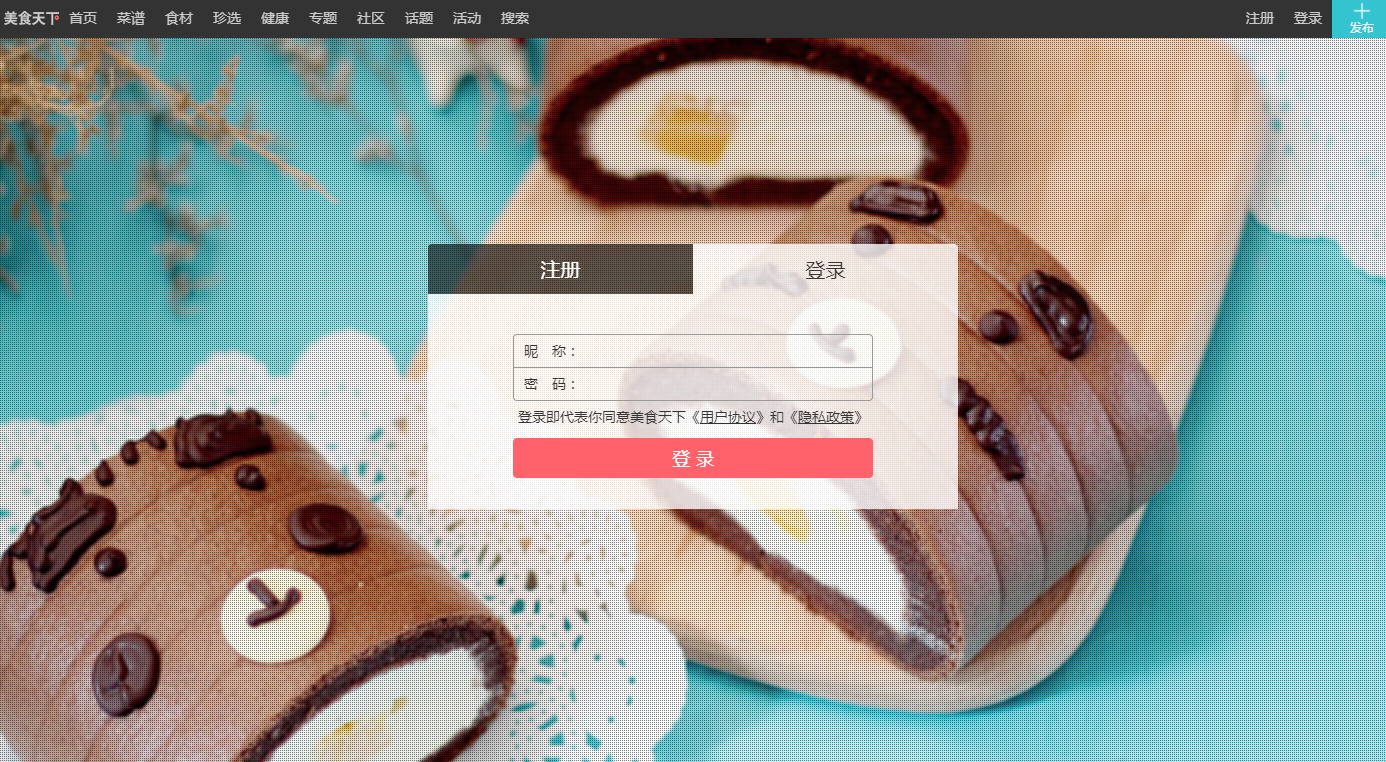 美食天下 首页 菜谱 食材 珍选 健康 专题 社区 话题 活动 搜索 注册 登录 发布
注册 登录
昵 称：
密 码：
登录即代表你同意美食天下《用户协议》和《隐私政策》
登 录